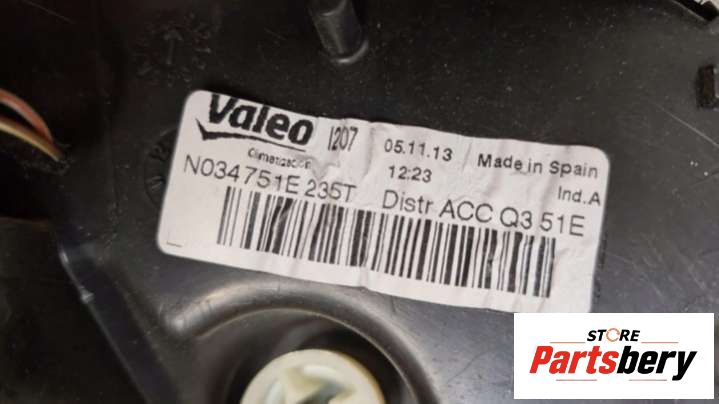 Valeo 1207 05.11.13 Made in Spain
Climatización 12:23 Ind.A
N034751E 235T Distr ACC Q3 51E
STORE
Partsbery